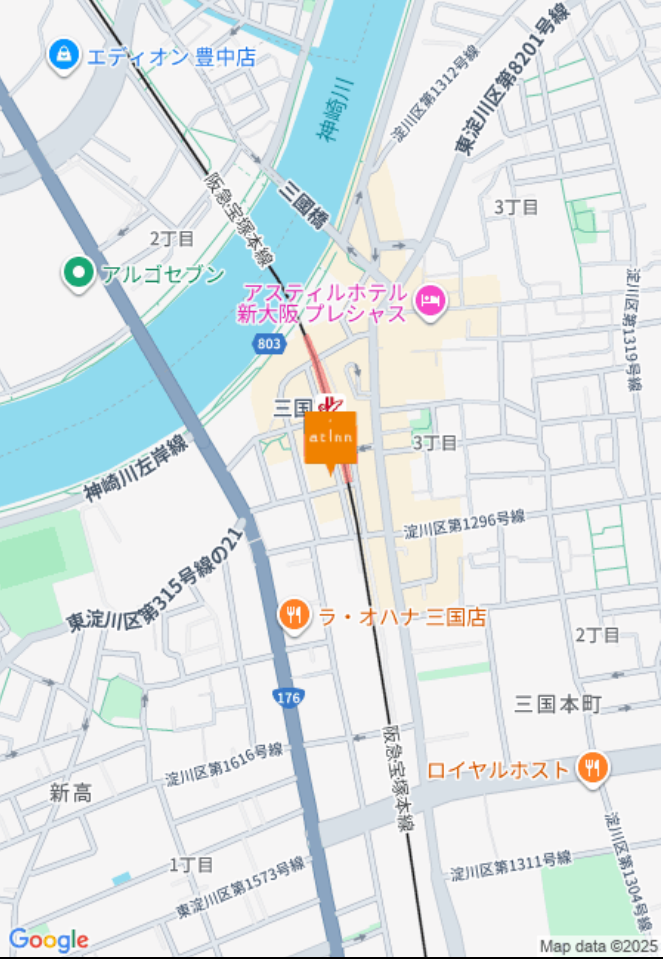 エディオン 豊中店
神崎川
淀川区第1312号線
東淀川区第8201号線
阪急宝塚本線
三國橋
3丁目
2丁目
アルゴセブン
アスティルホテル
新大阪 プレシャス
淀川区第1319号線
803
三国
atInn
3丁目
神崎川左岸線
淀川区第1296号線
東淀川区第315号線の21
ラ・オハナ 三国店
2丁目
176
三国本町
阪急宝塚本線
淀川区第1616号線
ロイヤルホスト
新高
1丁目
淀川区第1311号線
淀川区第1304号線
東淀川区第1573号線
Google
Map data ©2025